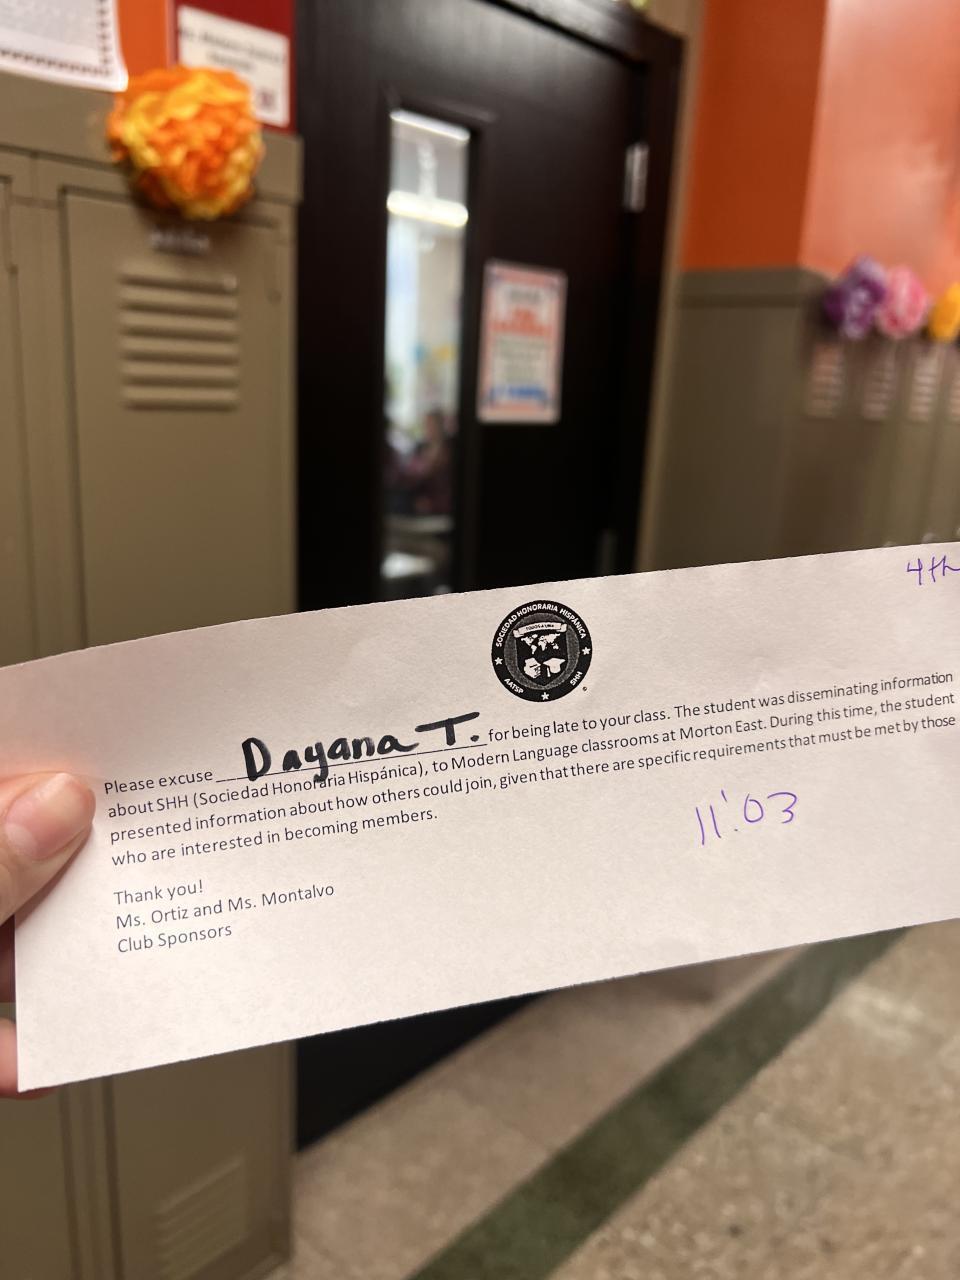 4th
SOCIEDAD HONORARIA HISPÁNICA
TODOS A UNA
AATSP
SHH
Please excuse Dayana T. for being late to your class. The student was disseminating information
about SHH (Sociedad Honoraria Hispánica), to Modern Language classrooms at Morton East. During this time, the student
presented information about how others could join, given that there are specific requirements that must be met by those
who are interested in becoming members.
11:03
Thank you!
Ms. Ortiz and Ms. Montalvo
Club Sponsors